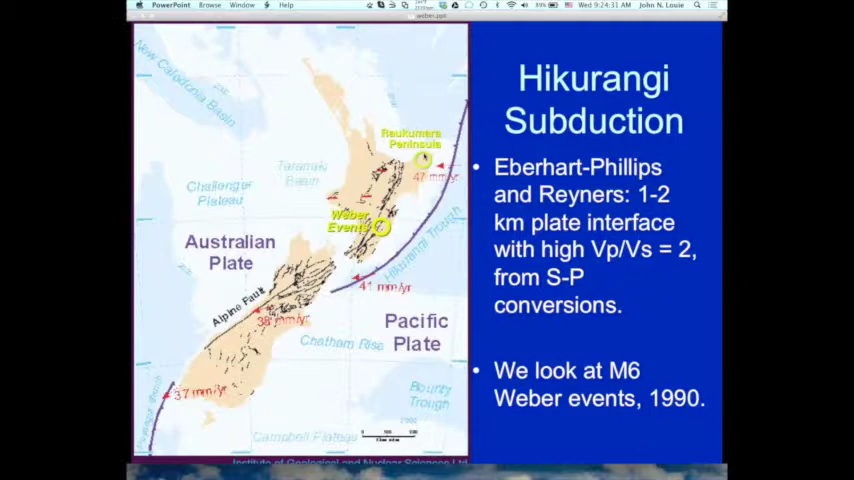 PowerPoint Browse Window Help
Wed 9:24:31 AM John N. Louie
weber.ppt
Hikurangi
Subduction
• Eberhart-Phillips
and Reyners: 1-2
km plate interface
with high Vp/Vs = 2,
from S-P
conversions.
• We look at M6
Weber events, 1990.
New Caledonia Basin
Raukumara
Peninsula
Taranaki
Basin
47 mm/yr
Challenger
Plateau
Weber
Events
Australian
Plate
Hikurangi Trough
41 mm/yr
Alpine Fault
38 mm/yr
Pacific
Plate
Chatham Rise
37 mm/yr
Bounty
Trough
Campbell Plateau
Institute of Geological and Nuclear Sciences Ltd